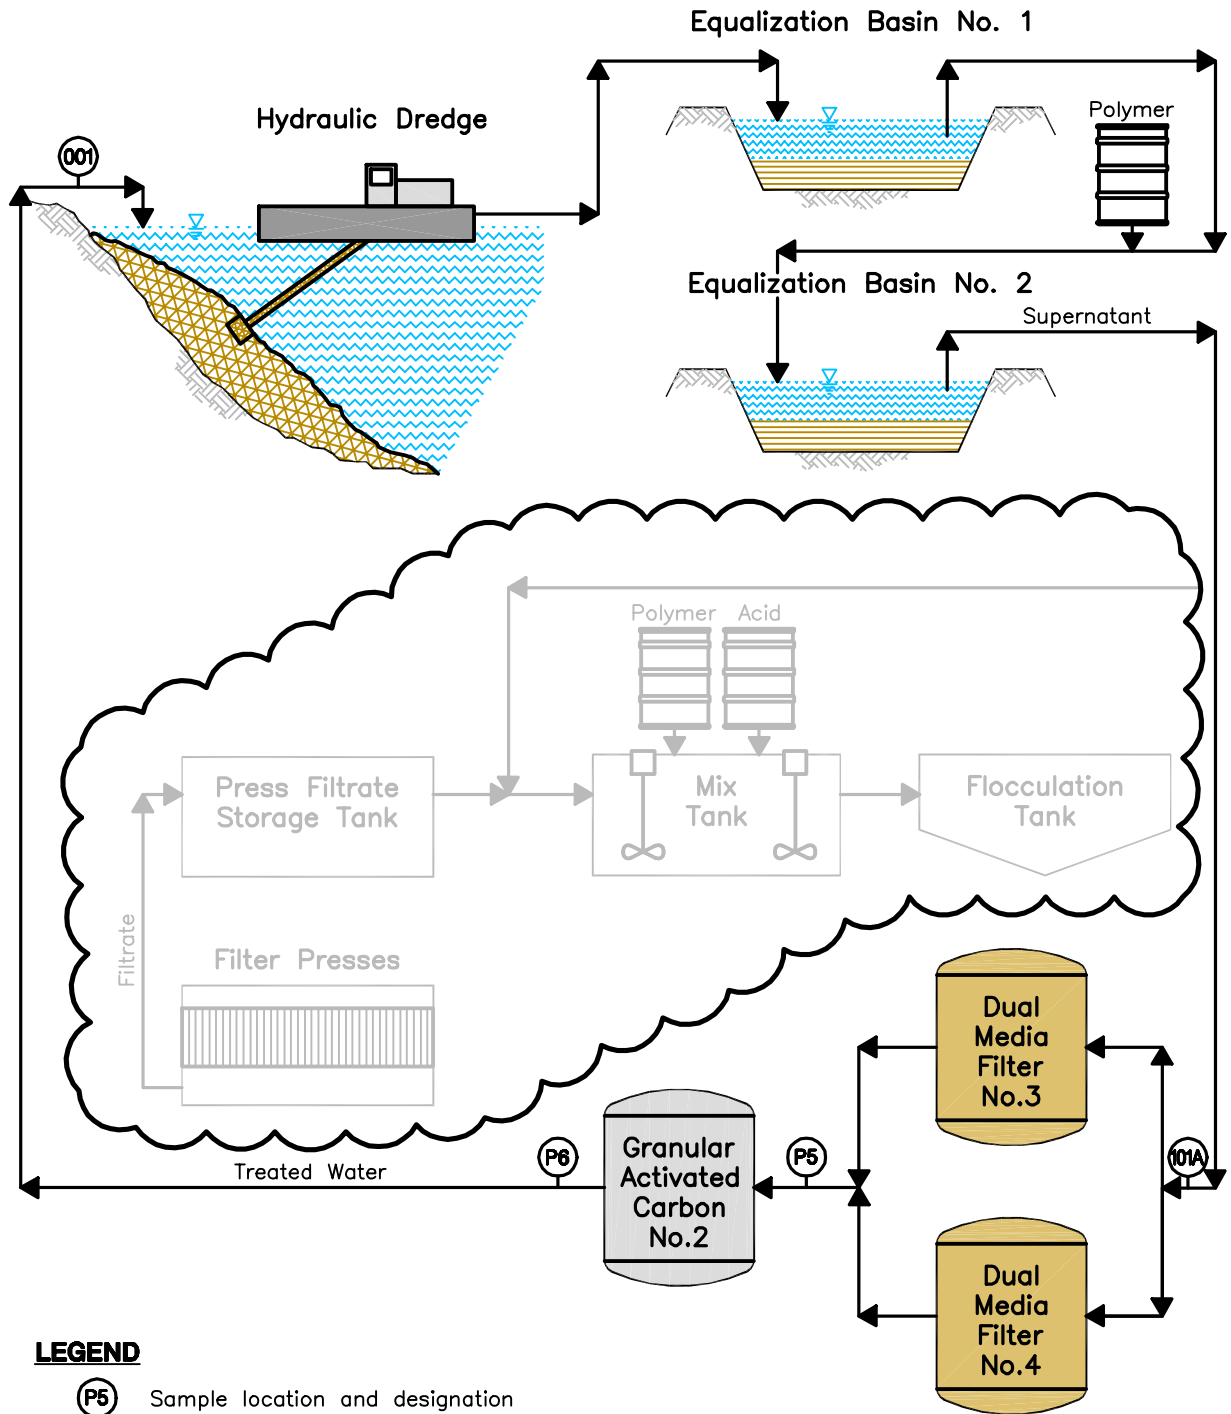 Equalization Basin No. 1
Hydraulic Dredge
Polymer
001
Equalization Basin No. 2
Supernatant
Polymer
Acid
Press Filtrate
Storage Tank
Mix
Tank
Flocculation
Tank
Filtrate
Filter Presses
Dual
Media
Filter
No.3
Granular
Activated
Carbon
No.2
P6
P5
101A
Treated Water
Dual
Media
Filter
No.4
LEGEND
P5 Sample location and designation